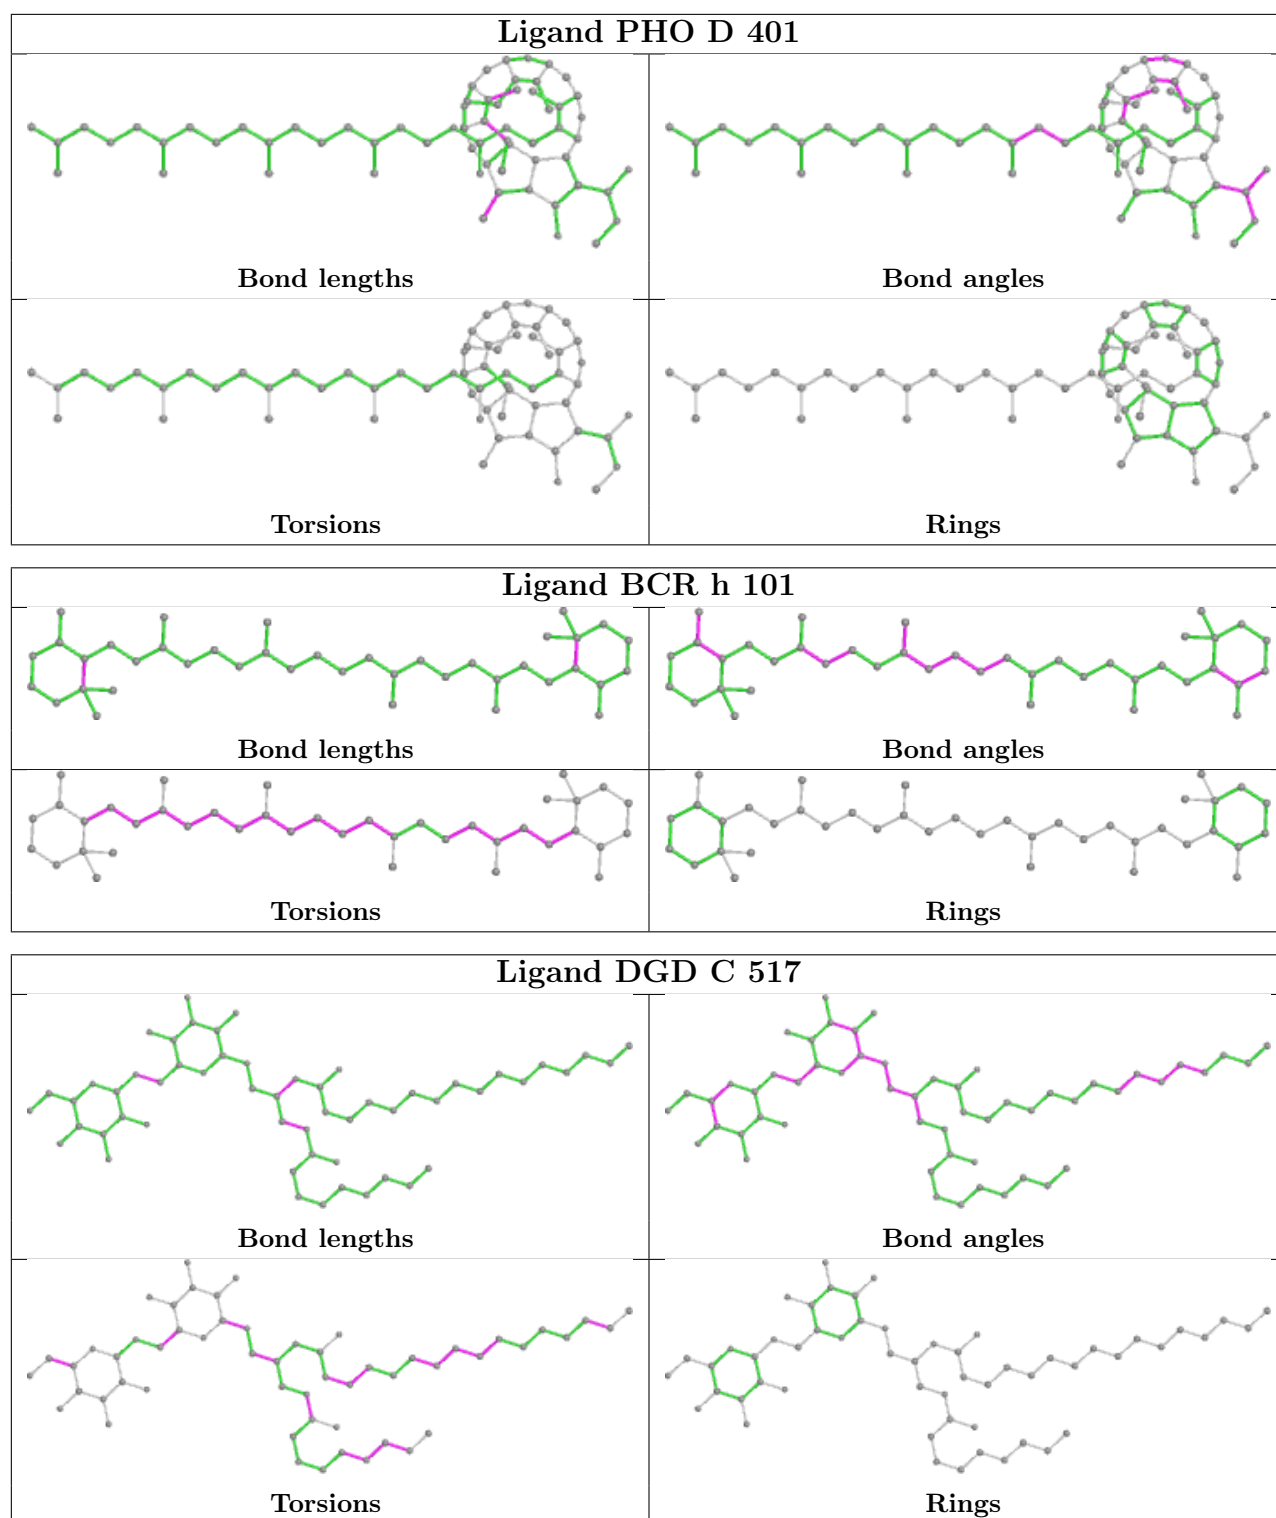 Ligand PHO D 401
Bond lengths
Bond angles
Torsions
Rings
Ligand BCR h 101
Bond lengths
Bond angles
Torsions
Rings
Ligand DGD C 517
Bond lengths
Bond angles
Torsions
Rings